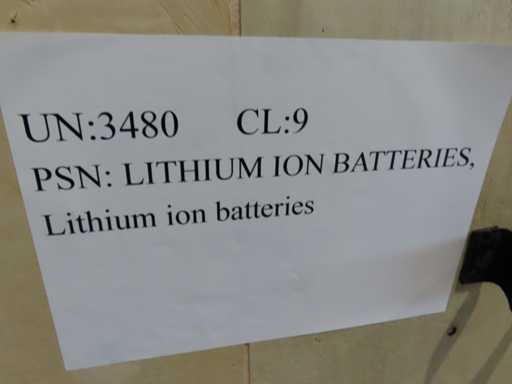 UN:3480 CL:9
PSN: LITHIUM ION BATTERIES,
Lithium ion batteries